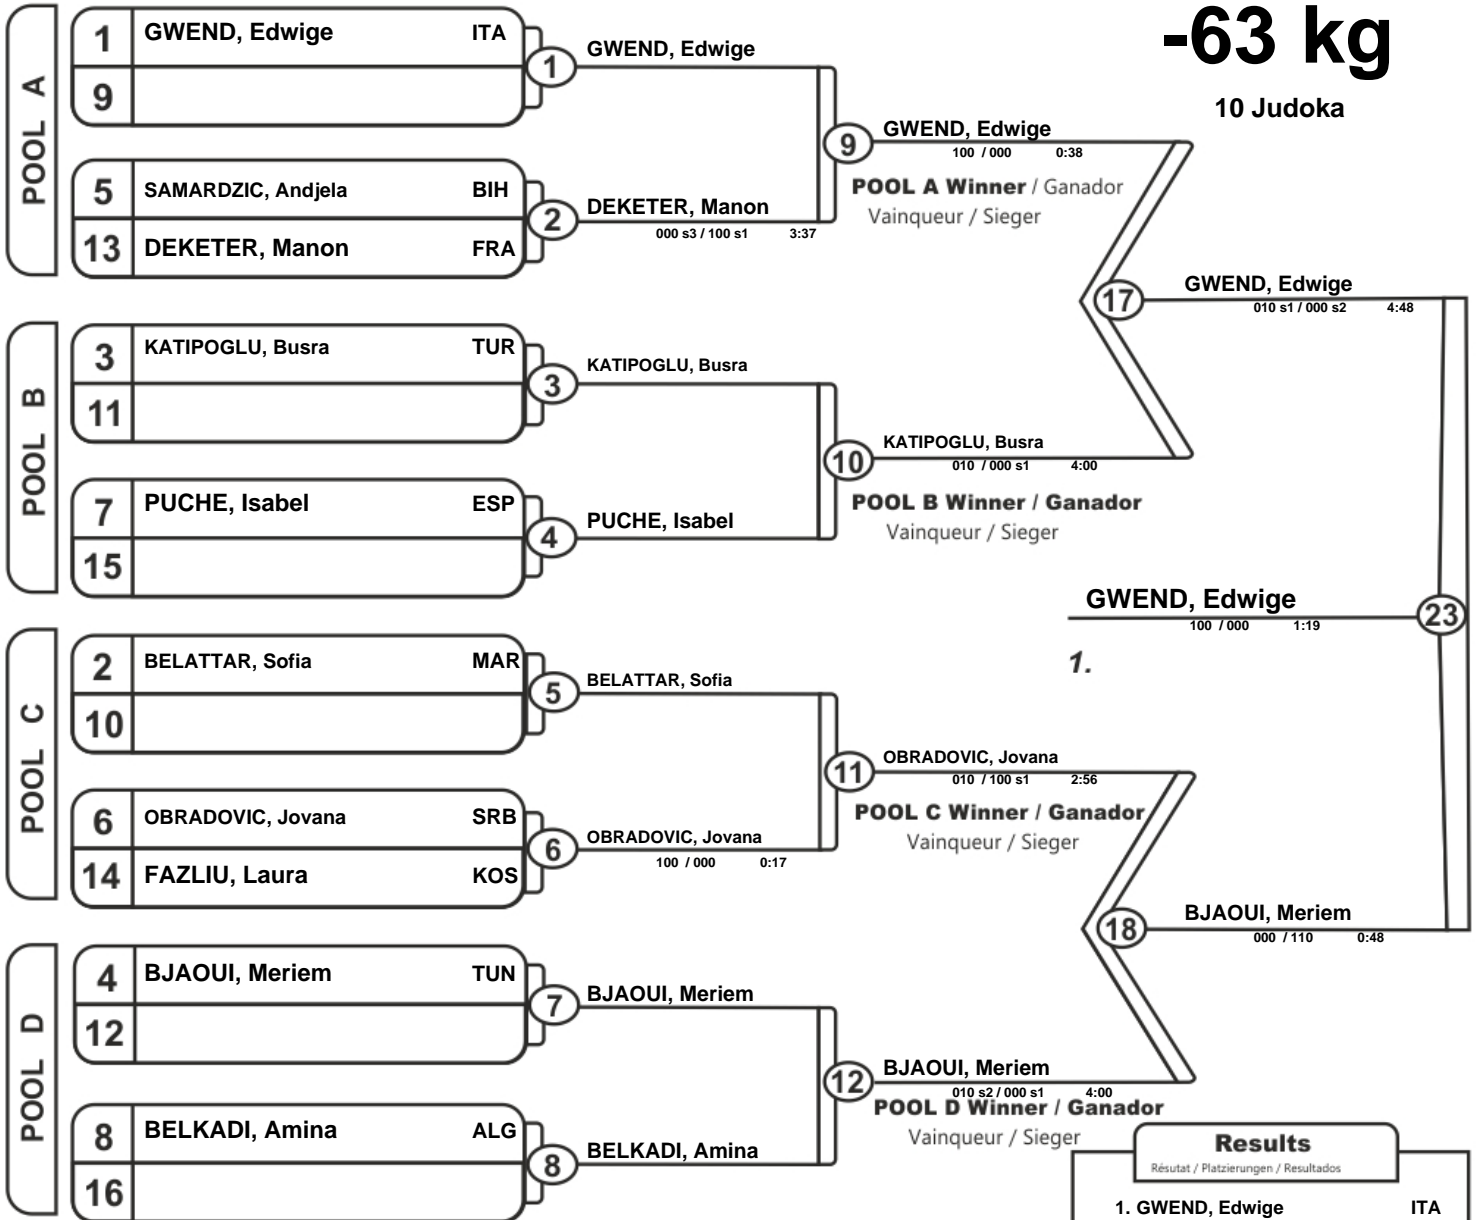 -63 kg
10 Judoka
POOL A
1 GWEND, Edwige ITA
9
5 SAMARDZIC, Andjela BIH
13 DEKETER, Manon FRA
1 GWEND, Edwige
2 DEKETER, Manon
000 s3 / 100 s1 3:37
9 GWEND, Edwige
100 / 000 0:38
POOL A Winner / Ganador
Vainqueur / Sieger
POOL B
3 KATIPOGLU, Busra TUR
11
7 PUCHE, Isabel ESP
15
3 KATIPOGLU, Busra
4 PUCHE, Isabel
10 KATIPOGLU, Busra
010 / 000 s1 4:00
POOL B Winner / Ganador
Vainqueur / Sieger
17 GWEND, Edwige
010 s1 / 000 s2 4:48
GWEND, Edwige 23
100 / 000 1:19
1.
POOL C
2 BELATTAR, Sofia MAR
10
6 OBRADOVIC, Jovana SRB
14 FAZLIU, Laura KOS
5 BELATTAR, Sofia
6 OBRADOVIC, Jovana
100 / 000 0:17
11 OBRADOVIC, Jovana
010 / 100 s1 2:56
POOL C Winner / Ganador
Vainqueur / Sieger
18 BJAOUI, Meriem
000 / 110 0:48
POOL D
4 BJAOUI, Meriem TUN
12
8 BELKADI, Amina ALG
16
7 BJAOUI, Meriem
8 BELKADI, Amina
12 BJAOUI, Meriem
010 s2 / 000 s1 4:00
POOL D Winner / Ganador
Vainqueur / Sieger
Results
Résutat / Platzierungen / Resultados
1. GWEND, Edwige ITA